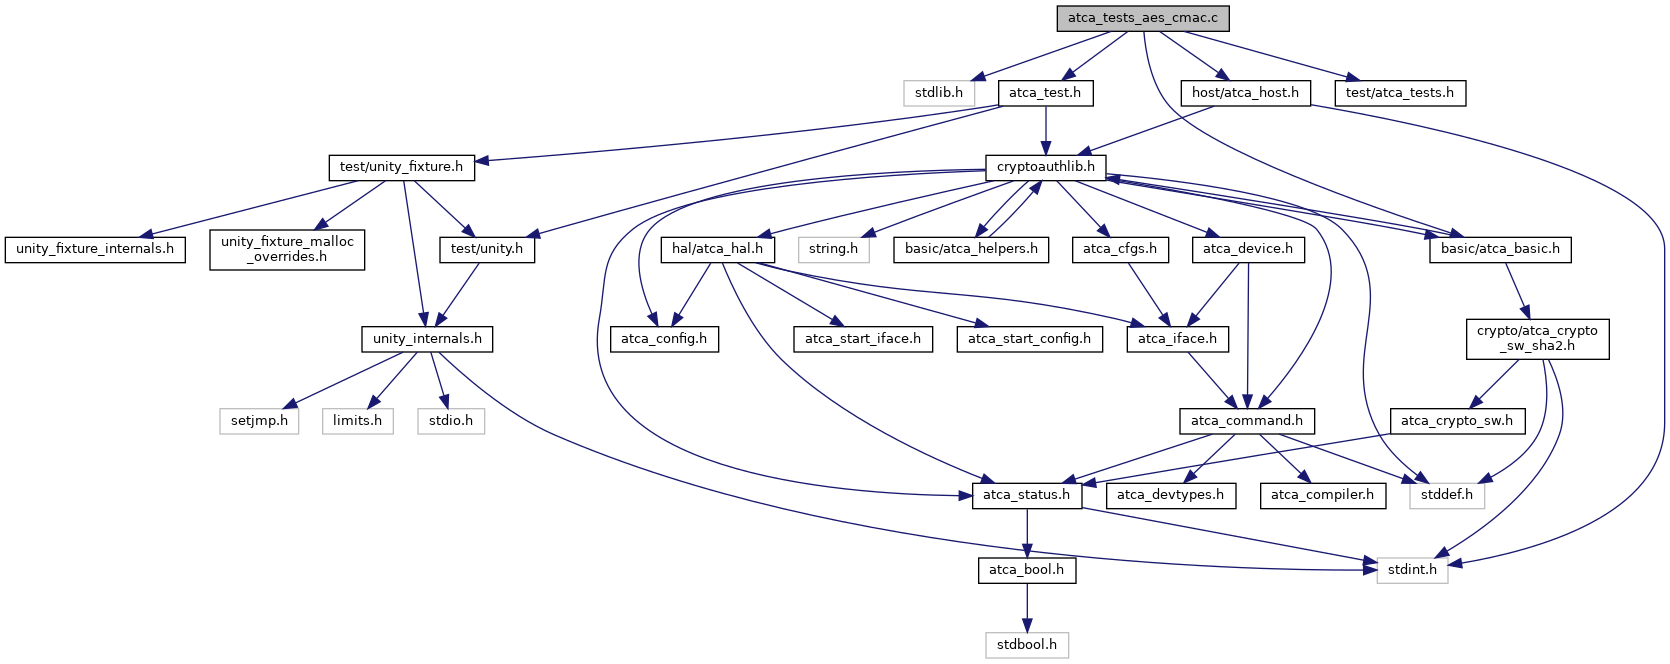 atca_tests_aes_cmac.c
stdlib.h
atca_test.h
host/atca_host.h
test/atca_tests.h
test/unity_fixture.h
cryptoauthlib.h
unity_fixture_internals.h
unity_fixture_malloc
_overrides.h
test/unity.h
hal/atca_hal.h
string.h
basic/atca_helpers.h
atca_cfgs.h
atca_device.h
basic/atca_basic.h
unity_internals.h
atca_config.h
atca_start_iface.h
atca_start_config.h
atca_iface.h
crypto/atca_crypto
_sw_sha2.h
setjmp.h
limits.h
stdio.h
atca_command.h
atca_crypto_sw.h
atca_status.h
atca_devtypes.h
atca_compiler.h
stddef.h
atca_bool.h
stdint.h
stdbool.h